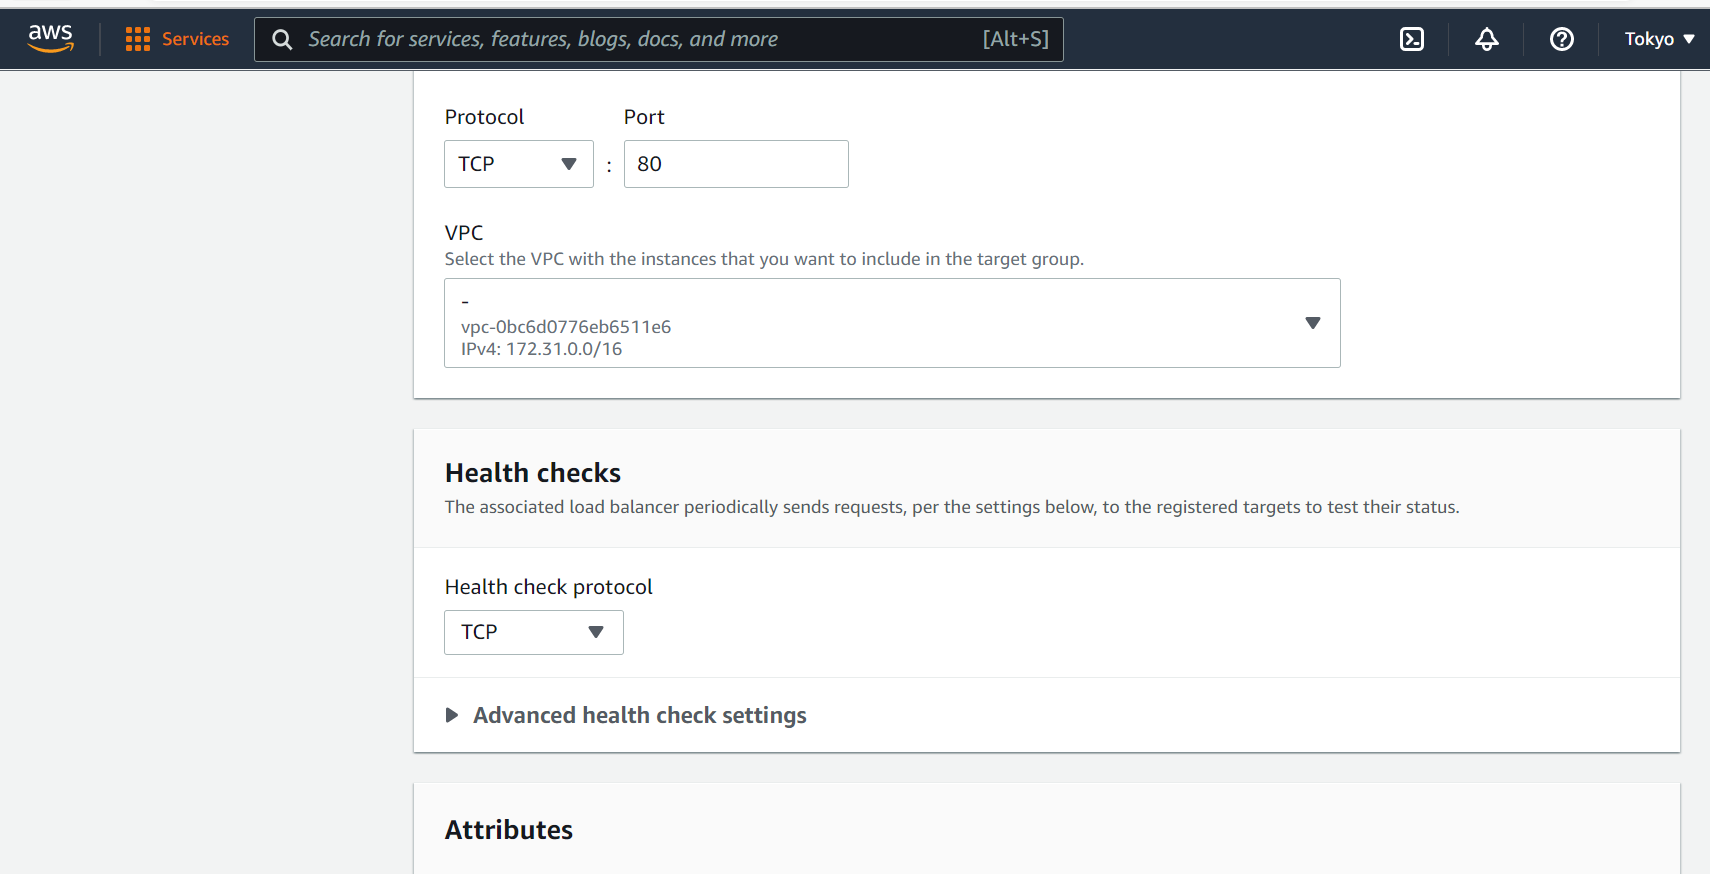 aws Services Search for services, features, blogs, docs, and more [Alt+S] Tokyo
Protocol Port
TCP : 80
VPC
Select the VPC with the instances that you want to include in the target group.
-
vpc-0bc6d0776eb6511e6
IPv4: 172.31.0.0/16
Health checks
The associated load balancer periodically sends requests, per the settings below, to the registered targets to test their status.
Health check protocol
TCP
Advanced health check settings
Attributes